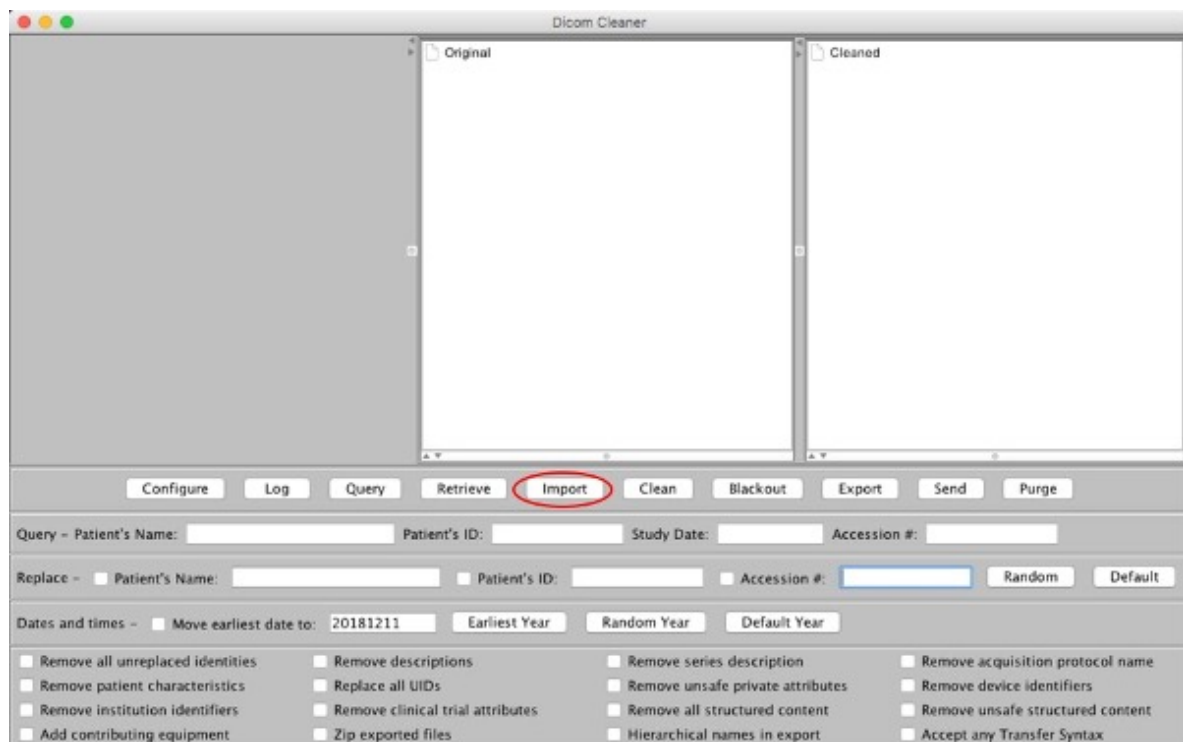 Dicom Cleaner
Original
Cleaned
Configure Log Query Retrieve Import Clean Blackout Export Send Purge
Query - Patient's Name: Patient's ID: Study Date: Accession #:
Replace - Patient's Name: Patient's ID: Accession #: Random Default
Dates and times - Move earliest date to: 20181211 Earliest Year Random Year Default Year
Remove all unreplaced identities Remove descriptions Remove series description Remove acquisition protocol name
Remove patient characteristics Replace all UIDs Remove unsafe private attributes Remove device identifiers
Remove institution identifiers Remove clinical trial attributes Remove all structured content Remove unsafe structured content
Add contributing equipment Zip exported files Hierarchical names in export Accept any Transfer Syntax